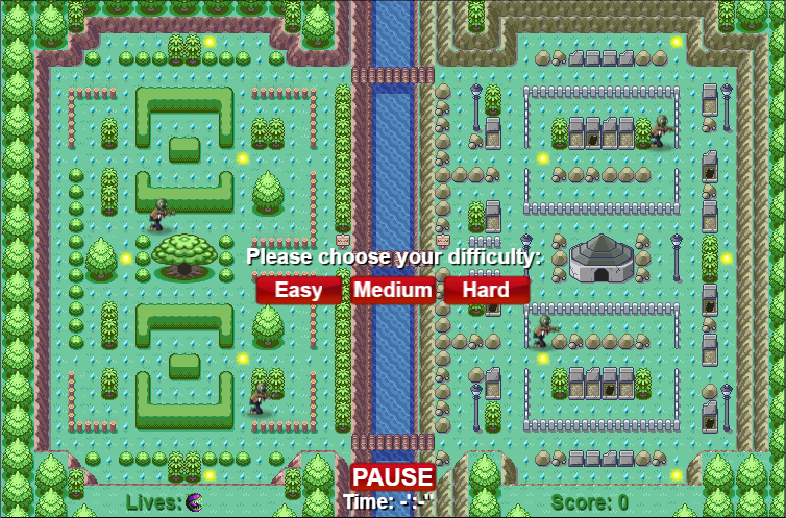 Please choose your difficulty:
Easy Medium Hard
PAUSE
Lives:
Time: -':-"
Score: 0